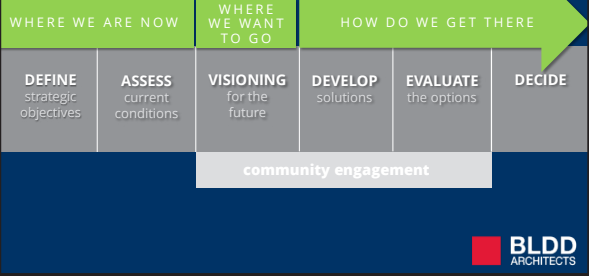 WHERE WE ARE NOW
WHERE
WE WANT
TO GO
HOW DO WE GET THERE
DEFINE
strategic
objectives
ASSESS
current
conditions
VISIONING
for the
future
DEVELOP
solutions
EVALUATE
the options
DECIDE
community engagement
BLDD
ARCHITECTS